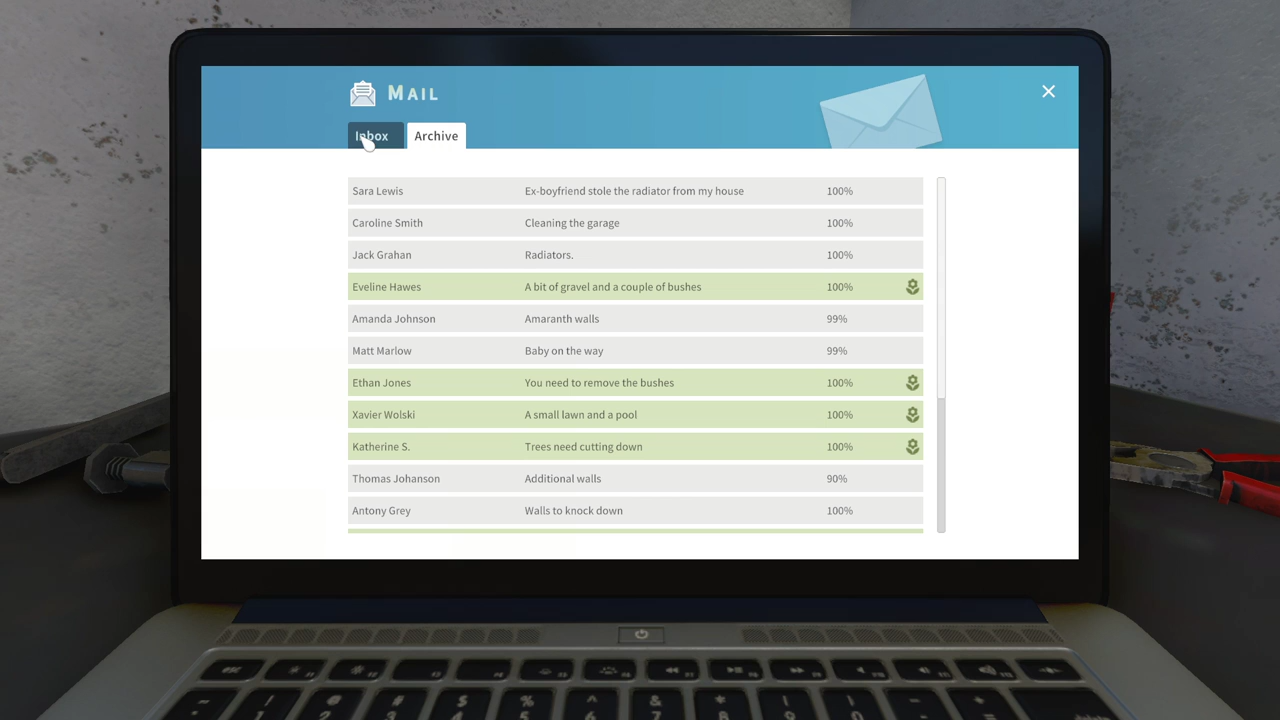 MAIL
Inbox Archive
Sara Lewis Ex-boyfriend stole the radiator from my house 100%
Caroline Smith Cleaning the garage 100%
Jack Grahan Radiators. 100%
Eveline Hawes A bit of gravel and a couple of bushes 100%
Amanda Johnson Amaranth walls 99%
Matt Marlow Baby on the way 99%
Ethan Jones You need to remove the bushes 100%
Xavier Wolski A small lawn and a pool 100%
Katherine S. Trees need cutting down 100%
Thomas Johanson Additional walls 90%
Antony Grey Walls to knock down 100%